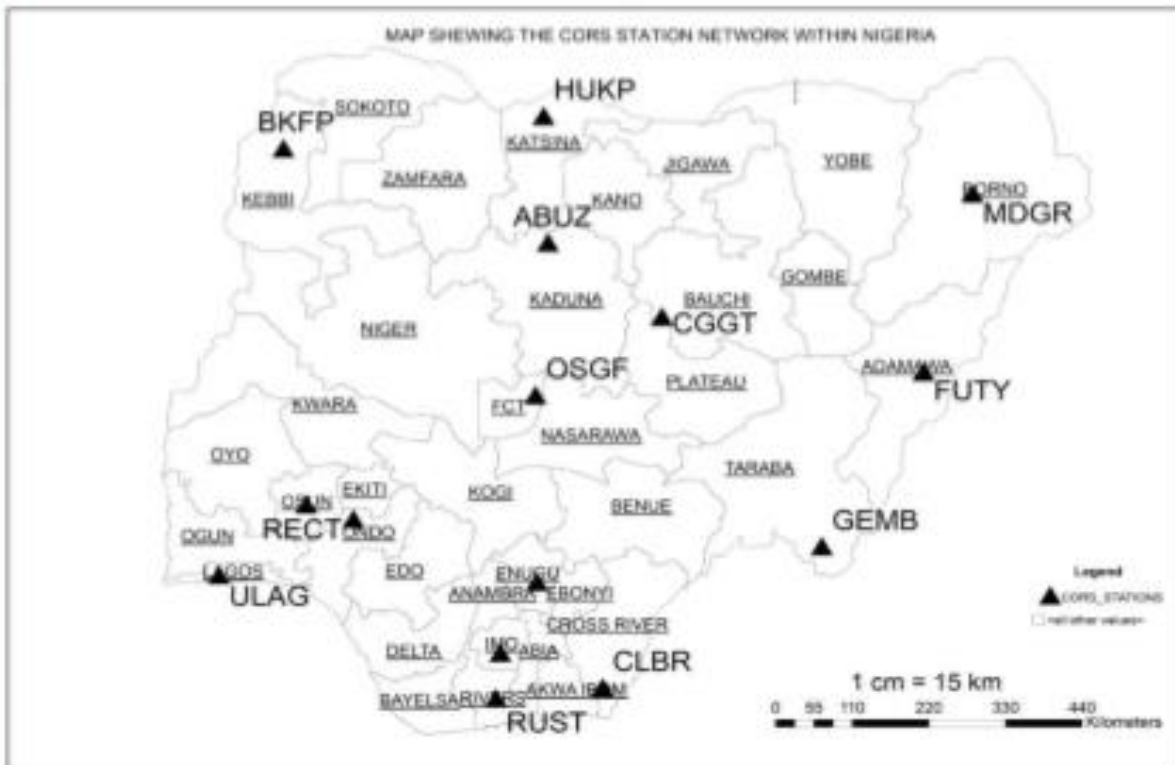 MAP SHEWING THE CORS STATION NETWORK WITHIN NIGERIA
HUKP
SOKOTO
BKFP
KATSINA
JIGAWA
YOBE
ZAMFARA
KANO
KEBBI
BORNO
MDGR
ABUZ
GOMBE
KADUNA
BAUCHI
CGGT
NIGER
OSGF
ADAMAWA
PLATEAU
FUTY
FCT
KWARA
NASARAWA
OYO
TARABA
EKITI
KOGI
OSUN
BENUE
RECT
ONDO
GEMB
OGUN
LAGOS
EDO
ENUGU
ULAG
ANAMBRA
EBONYI
Legend
CORS_STATIONS
<all other values>
CROSS RIVER
DELTA
IMO
ABIA
CLBR
AKWA IBOM
BAYELSA
RIVERS
RUST
1 cm = 15 km
0 55 110 220 330 440
Kilometers